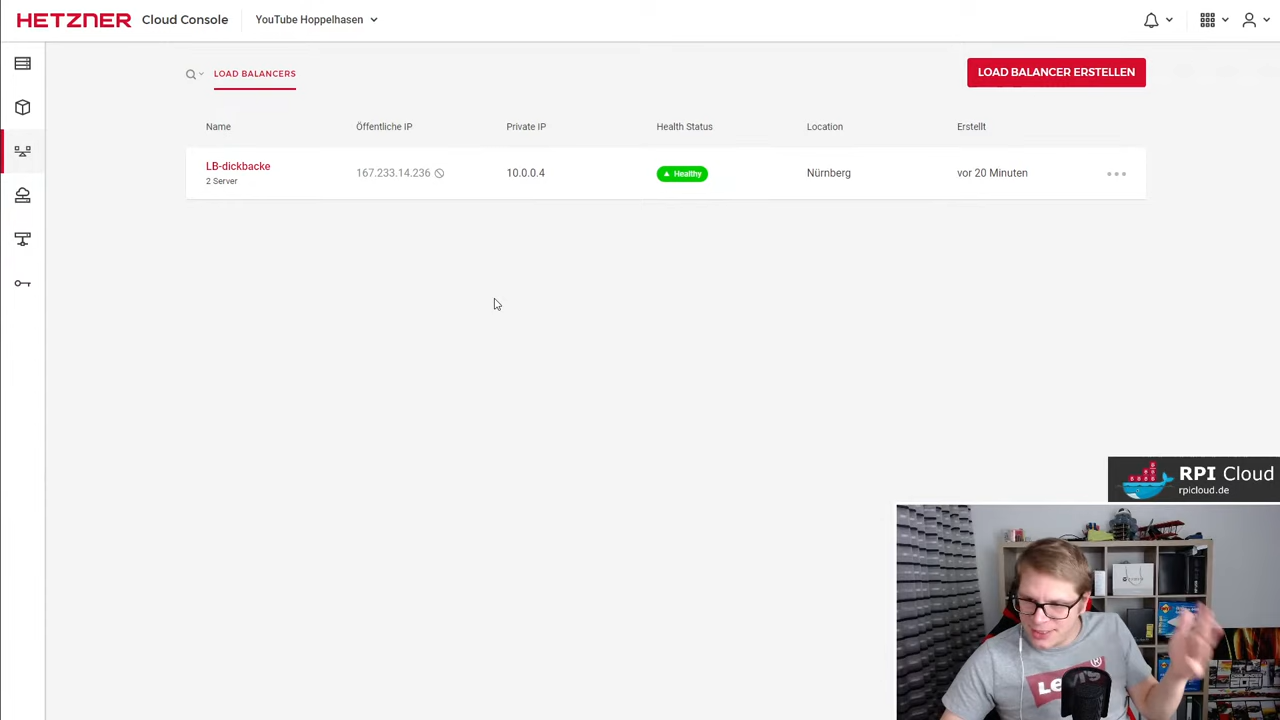 HETZNER Cloud Console YouTube Hoppelhasen
LOAD BALANCERS
LOAD BALANCER ERSTELLEN
Name Öffentliche IP Private IP Health Status Location Erstellt
LB-dickbacke
2 Server
167.233.14.236 10.0.0.4 Healthy Nürnberg vor 20 Minuten
RPI Cloud
rpicloud.de